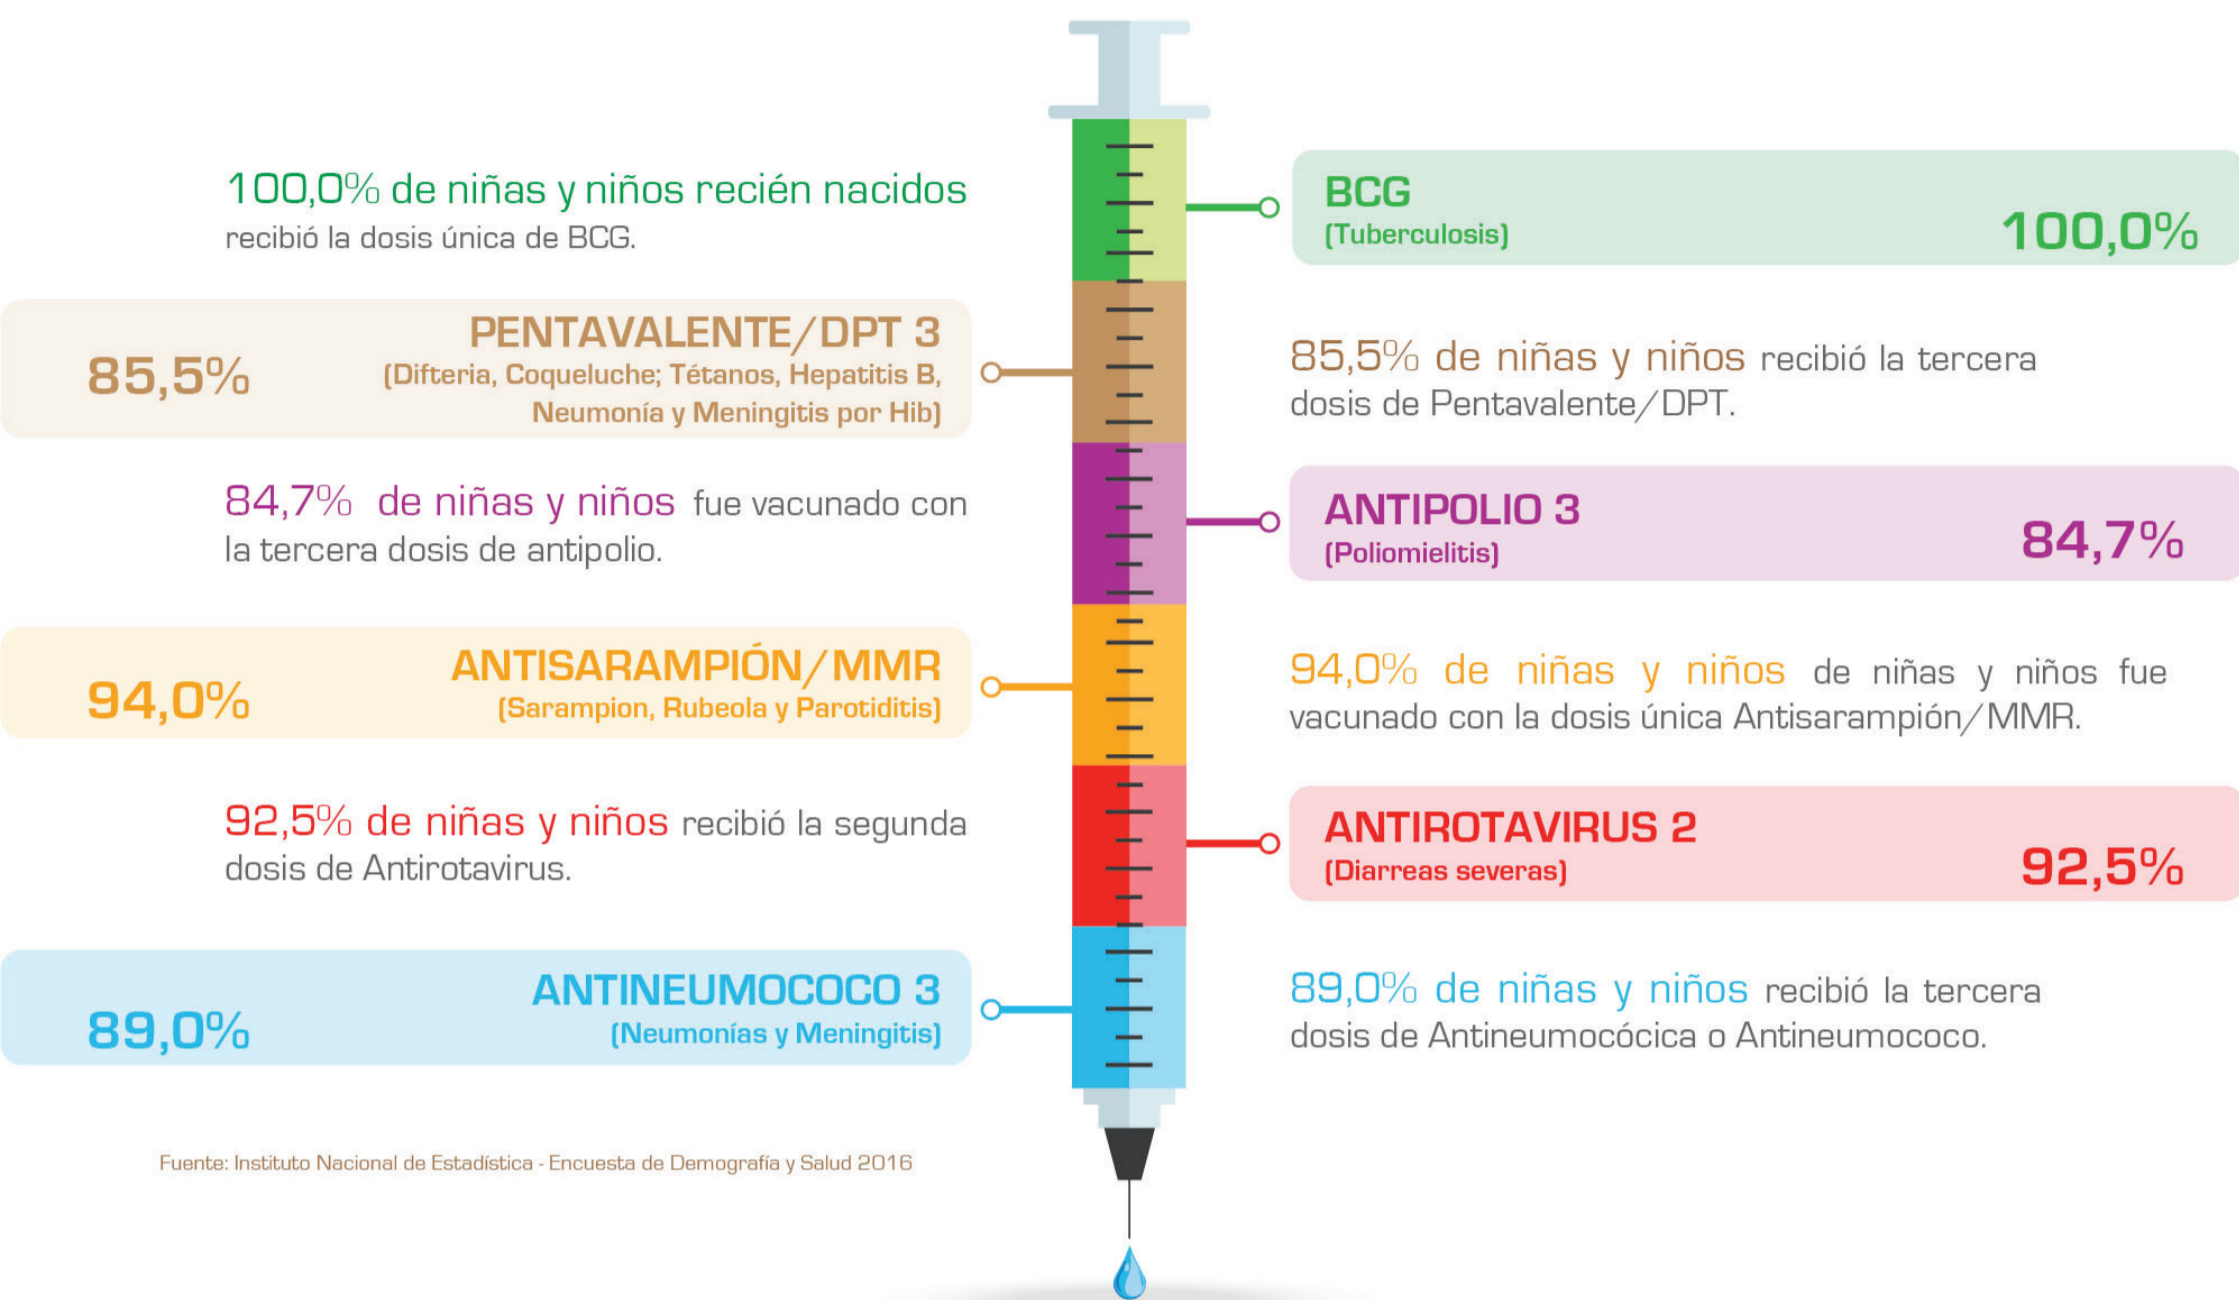 100,0% de niñas y niños recién nacidos
recibió la dosis única de BCG.
BCG
(Tuberculosis)
100,0%
PENTAVALENTE/DPT 3
(Difteria, Coqueluche; Tétanos, Hepatitis B,
Neumonía y Meningitis por Hib)
85,5%
85,5% de niñas y niños recibió la tercera
dosis de Pentavalente/DPT.
84,7% de niñas y niños fue vacunado con
la tercera dosis de antipolio.
ANTIPOLIO 3
(Poliomielitis)
84,7%
ANTISARAMPIÓN/MMR
(Sarampion, Rubeola y Parotiditis)
94,0%
94,0% de niñas y niños de niñas y niños fue
vacunado con la dosis única Antisarampión/MMR.
92,5% de niñas y niños recibió la segunda
dosis de Antirotavirus.
ANTIROTAVIRUS 2
(Diarreas severas)
92,5%
ANTINEUMOCOCO 3
(Neumonías y Meningitis)
89,0%
89,0% de niñas y niños recibió la tercera
dosis de Antineumocócica o Antineumococo.
Fuente: Instituto Nacional de Estadística - Encuesta de Demografía y Salud 2016